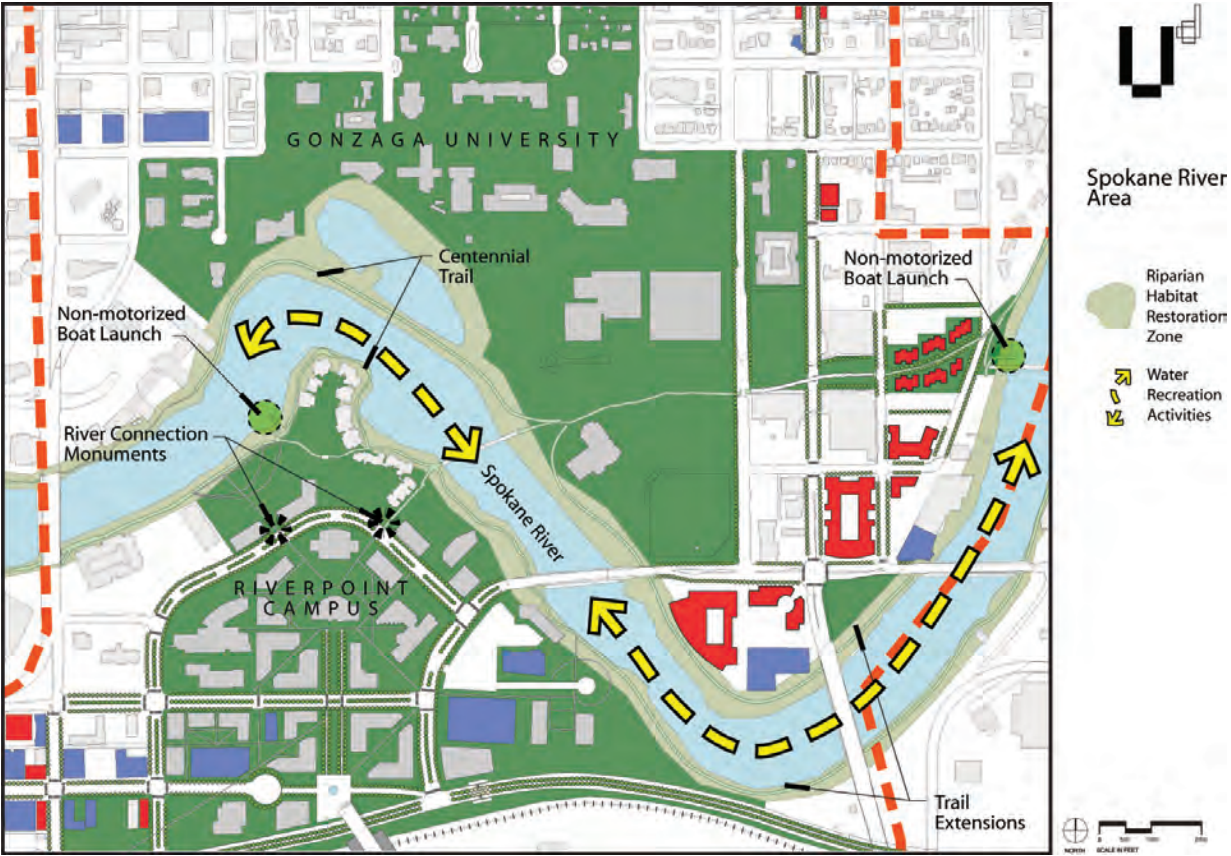 GONZAGA UNIVERSITY
Centennial
Trail
Non-motorized
Boat Launch
Non-motorized
Boat Launch
River Connection
Monuments
Spokane River
RIVERPOINT
CAMPUS
Trail
Extensions
Spokane River
Area
Riparian
Habitat
Restoration
Zone
Water
Recreation
Activities
NORTH
SCALE IN FEET